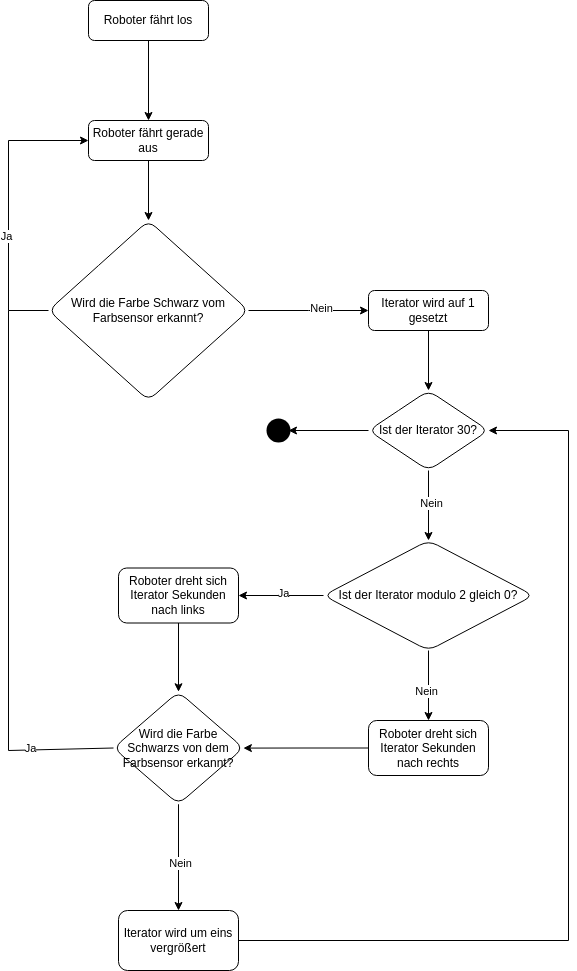 Roboter fährt los
Roboter fährt gerade
aus
Ja
Wird die Farbe Schwarz vom
Farbsensor erkannt?
Nein
Iterator wird auf 1
gesetzt
Ist der Iterator 30?
Nein
Ist der Iterator modulo 2 gleich 0?
Ja
Roboter dreht sich
Iterator Sekunden
nach links
Nein
Roboter dreht sich
Iterator Sekunden
nach rechts
Wird die Farbe
Schwarzs von dem
Farbsensor erkannt?
Ja
Nein
Iterator wird um eins
vergrößert